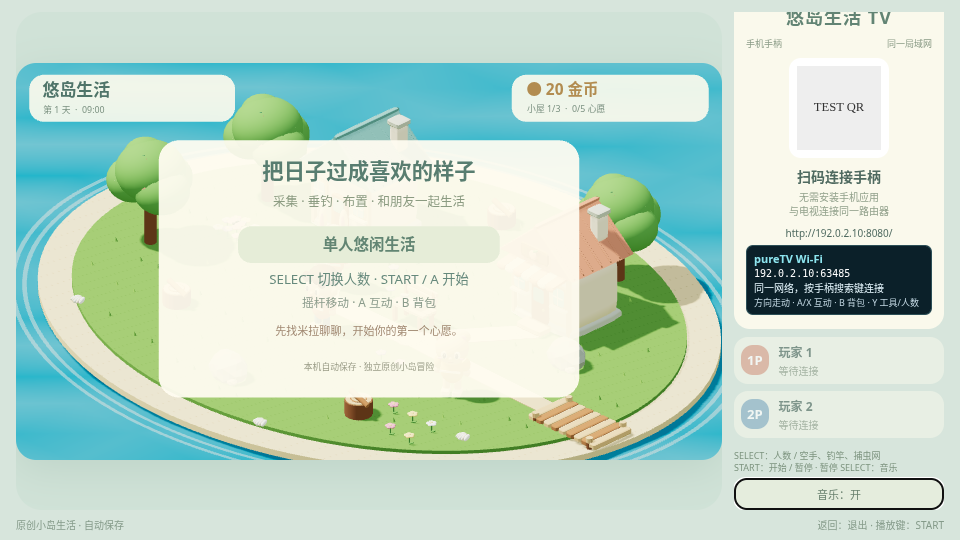 悠岛生活
第 1 天 · 09:00
20 金币
小屋 1/3 · 0/5 心愿
把日子过成喜欢的样子
采集 · 垂钓 · 布置 · 和朋友一起生活
单人悠闲生活
SELECT 切换人数 · START / A 开始
摇杆移动 · A 互动 · B 背包
先找米拉聊聊，开始你的第一个心愿。
本机自动保存 · 独立原创小岛冒险
悠岛生活 TV
手机手柄
同一局域网
TEST QR
扫码连接手柄
无需安装手机应用
与电视连接同一路由器
http://192.0.2.10:8080/
pureTV Wi-Fi
192.0.2.10:63485
同一网络，按手柄搜索键连接
方向走动 · A/X 互动 · B 背包 · Y 工具/人数
1P
玩家 1
等待连接
2P
玩家 2
等待连接
SELECT：人数 / 空手、钓竿、捕虫网
START：开始 / 暂停 · 暂停 SELECT：音乐
音乐：开
原创小岛生活 · 自动保存
返回：退出 · 播放键：START